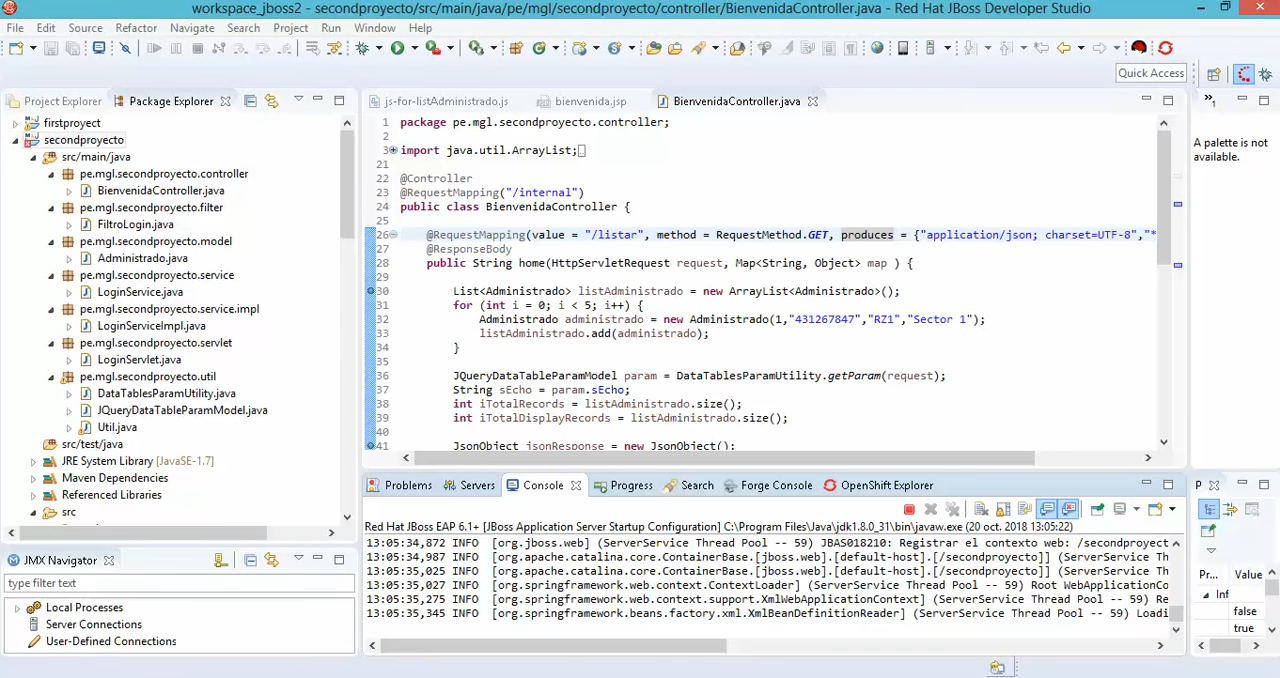 workspace_jboss2 - secondproyecto/src/main/java/pe/mgl/secondproyecto/controller/BienvenidaController.java - Red Hat JBoss Developer Studio
File Edit Source Refactor Navigate Search Project Run Window Help
Quick Access
Project Explorer Package Explorer
firstproyect
secondproyecto
src/main/java
pe.mgl.secondproyecto.controller
BienvenidaController.java
pe.mgl.secondproyecto.filter
FiltroLogin.java
pe.mgl.secondproyecto.model
Administrado.java
pe.mgl.secondproyecto.service
LoginService.java
pe.mgl.secondproyecto.service.impl
LoginServiceImpl.java
pe.mgl.secondproyecto.servlet
LoginServlet.java
pe.mgl.secondproyecto.util
DataTablesParamUtility.java
JQueryDataTableParamModel.java
Util.java
src/test/java
JRE System Library [JavaSE-1.7]
Maven Dependencies
Referenced Libraries
src
JMX Navigator
type filter text
Local Processes
Server Connections
User-Defined Connections
js-for-listAdministrado.js bienvenida.jsp BienvenidaController.java
1 package pe.mgl.secondproyecto.controller;
2
3 import java.util.ArrayList;
21
22 @Controller
23 @RequestMapping("/internal")
24 public class BienvenidaController {
25
26 @RequestMapping(value = "/listar", method = RequestMethod.GET, produces = {"application/json; charset=UTF-8","*
27 @ResponseBody
28 public String home(HttpServletRequest request, Map<String, Object> map ) {
29
30 List<Administrado> listAdministrado = new ArrayList<Administrado>();
31 for (int i = 0; i < 5; i++) {
32 Administrado administrado = new Administrado(1,"431267847","RZ1","Sector 1");
33 listAdministrado.add(administrado);
34 }
35
36 JQueryDataTableParamModel param = DataTablesParamUtility.getParam(request);
37 String sEcho = param.sEcho;
38 int iTotalRecords = listAdministrado.size();
39 int iTotalDisplayRecords = listAdministrado.size();
40
41 JsonObject jsonResponse = new JsonObject();
Problems Servers Console Progress Search Forge Console OpenShift Explorer
Red Hat JBoss EAP 6.1+ [JBoss Application Server Startup Configuration] C:\Program Files\Java\jdk1.8.0_31\bin\javaw.exe (20 oct. 2018 13:05:22)
13:05:34,872 INFO [org.jboss.web] (ServerService Thread Pool -- 59) JBAS018210: Registrar el contexto web: /secondproyect
13:05:34,987 INFO [org.apache.catalina.core.ContainerBase.[jboss.web].[default-host].[/secondproyecto]] (ServerService Th
13:05:35,025 INFO [org.apache.catalina.core.ContainerBase.[jboss.web].[default-host].[/secondproyecto]] (ServerService Th
13:05:35,027 INFO [org.springframework.web.context.ContextLoader] (ServerService Thread Pool -- 59) Root WebApplicationCo
13:05:35,275 INFO [org.springframework.web.context.support.XmlWebApplicationContext] (ServerService Thread Pool -- 59) Re
13:05:35,345 INFO [org.springframework.beans.factory.xml.XmlBeanDefinitionReader] (ServerService Thread Pool -- 59) Loadi
A palette is not
available.
P
Pr... Value
Inf
false
true